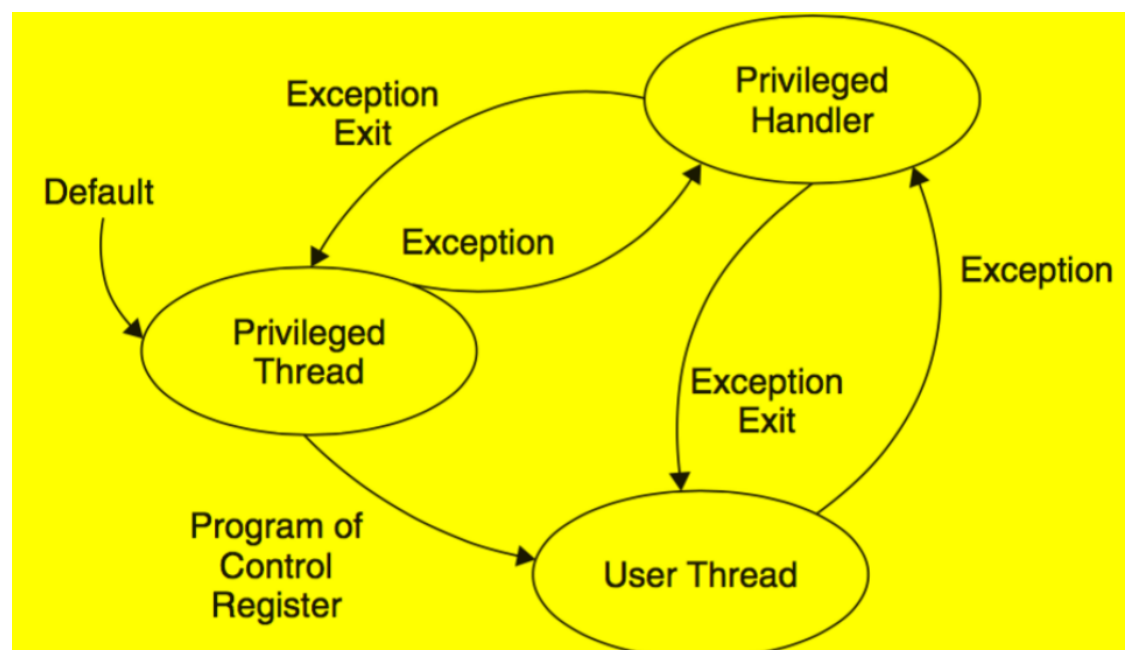 Privileged
Handler
Exception
Exit
Default
Exception
Exception
Privileged
Thread
Exception
Exit
Program of
Control
Register
User Thread